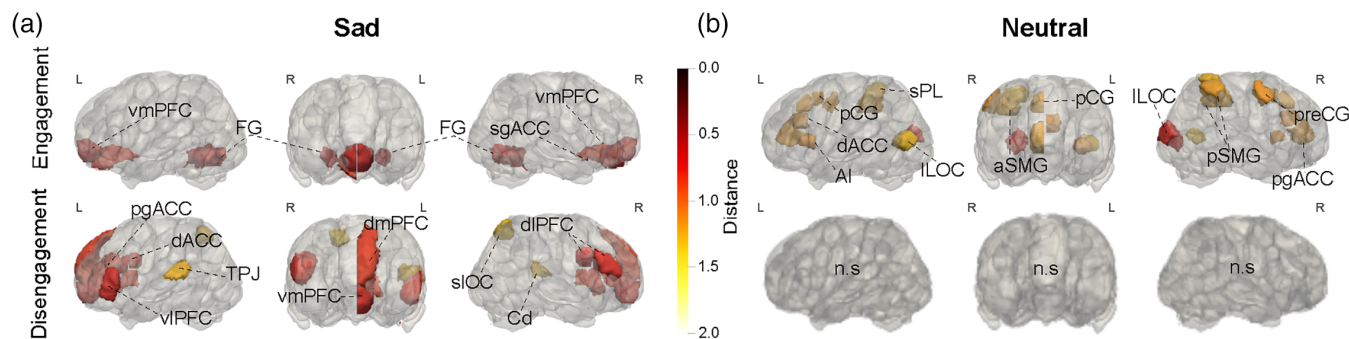 (a)
Sad
Engagement
L
R
L
R
vmPFC
FG
FG
vmPFC
sgACC
Disengagement
L
R
L
R
pgACC
dACC
TPJ
vlPFC
dmPFC
vmPFC
dlPFC
slOC
Cd
0.0
0.5
1.0
1.5
2.0
Distance
(b)
Neutral
L
R
L
R
sPL
pCG
dACC
AI
lLOC
pCG
aSMG
lLOC
preCG
pSMG
pgACC
L
R
L
R
n.s
n.s
n.s